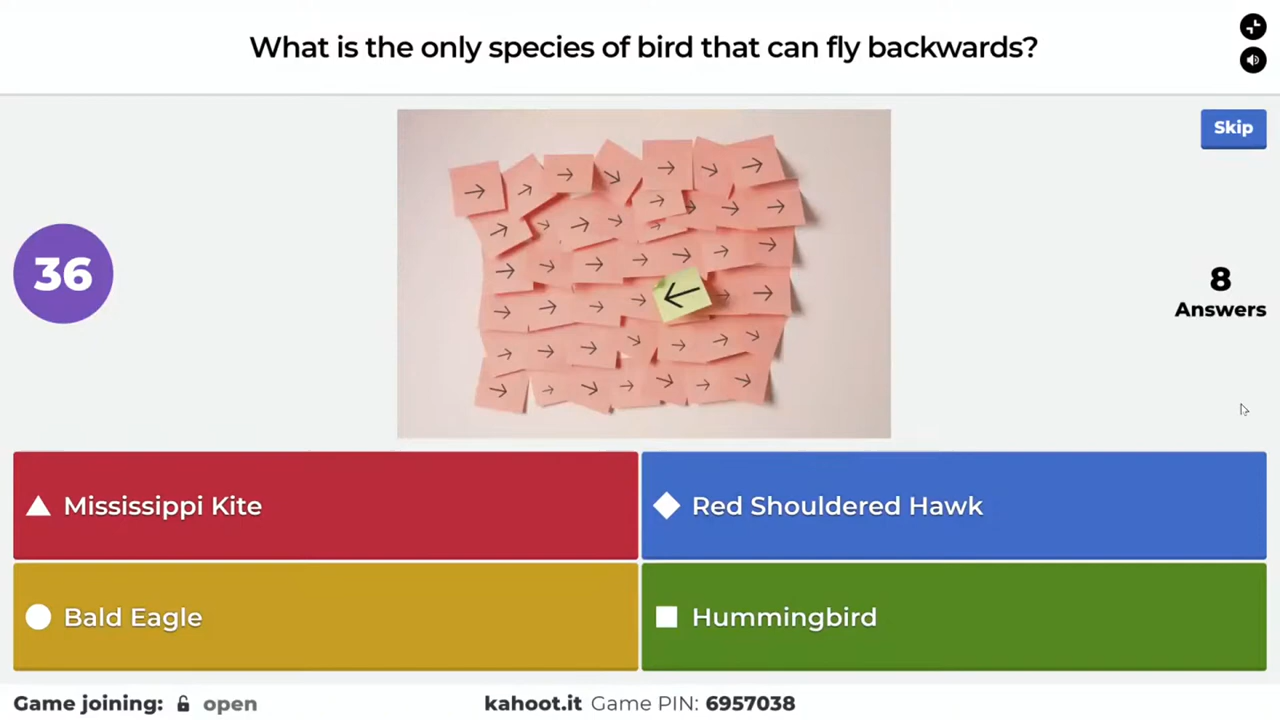 What is the only species of bird that can fly backwards?
Skip
36
8
Answers
Mississippi Kite
Red Shouldered Hawk
Bald Eagle
Hummingbird
Game joining: open
kahoot.it Game PIN: 6957038